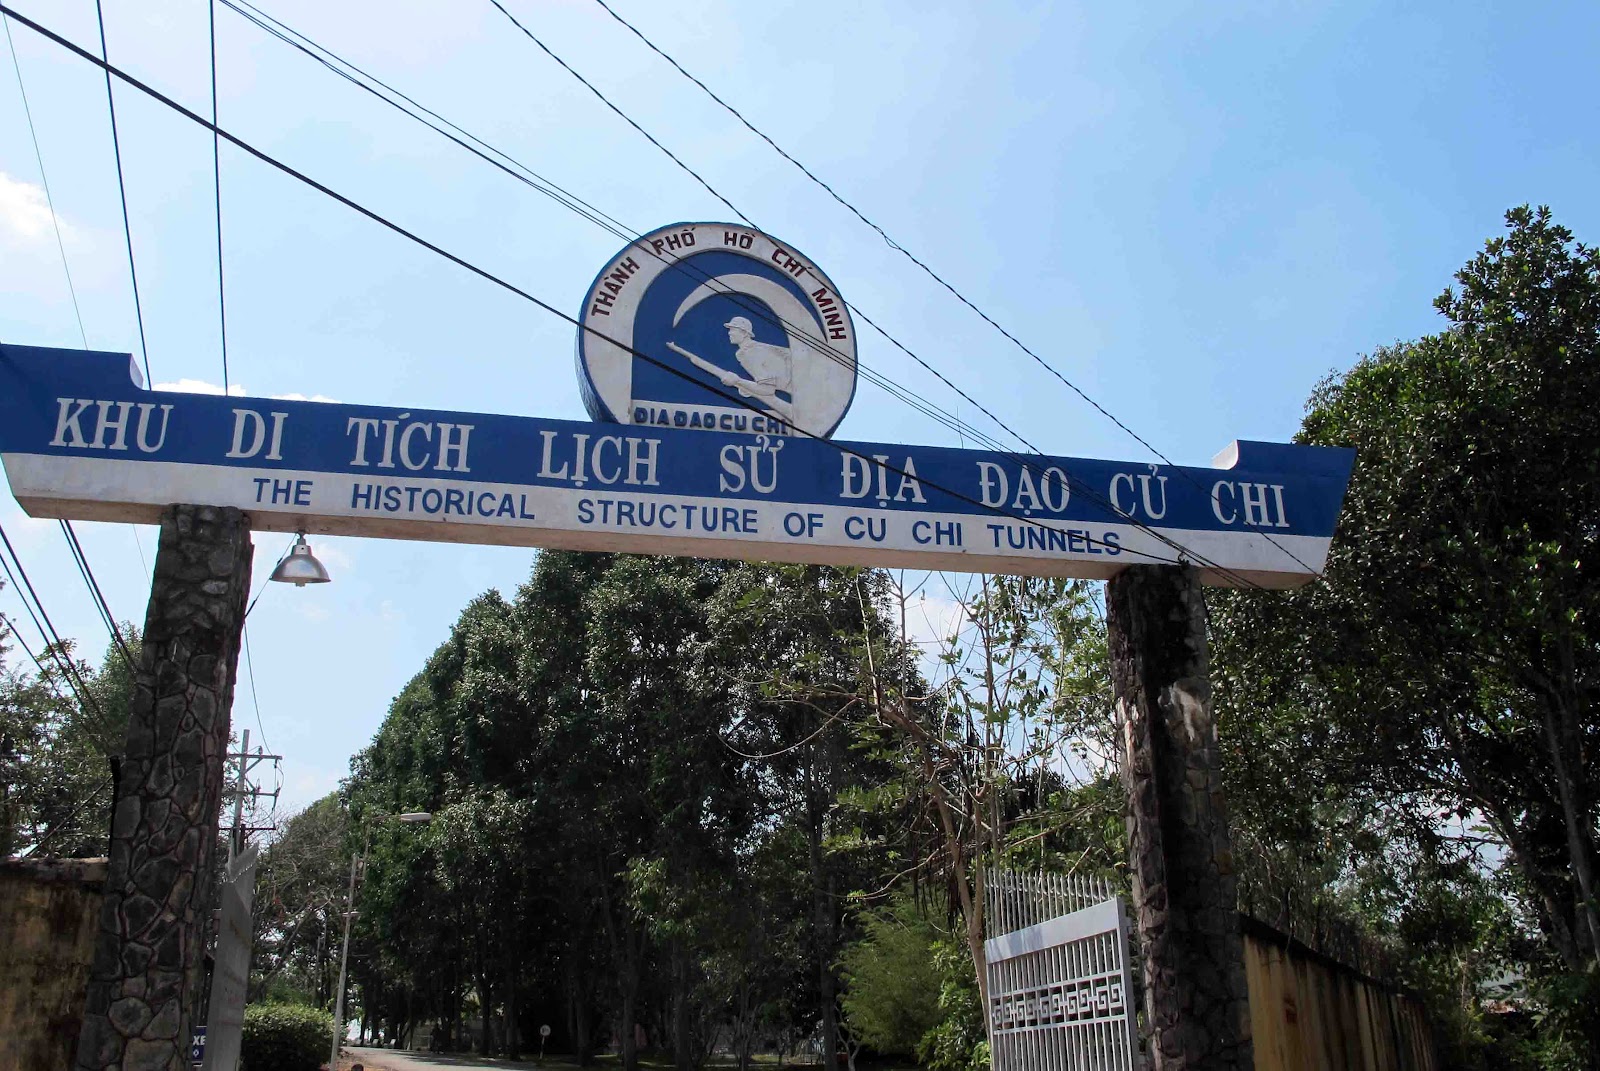 THÀNH PHỐ HỒ CHÍ MINH
ĐỊA ĐẠO CỦ CHI
KHU DI TÍCH LỊCH SỬ ĐỊA ĐẠO CỦ CHI
THE HISTORICAL STRUCTURE OF CU CHI TUNNELS
XE